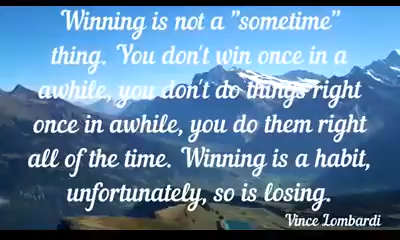 Winning is not a "sometime"
thing. You don't win once in a
awhile, you don't do things right
once in awhile, you do them right
all of the time. Winning is a habit,
unfortunately, so is losing.
Vince Lombardi